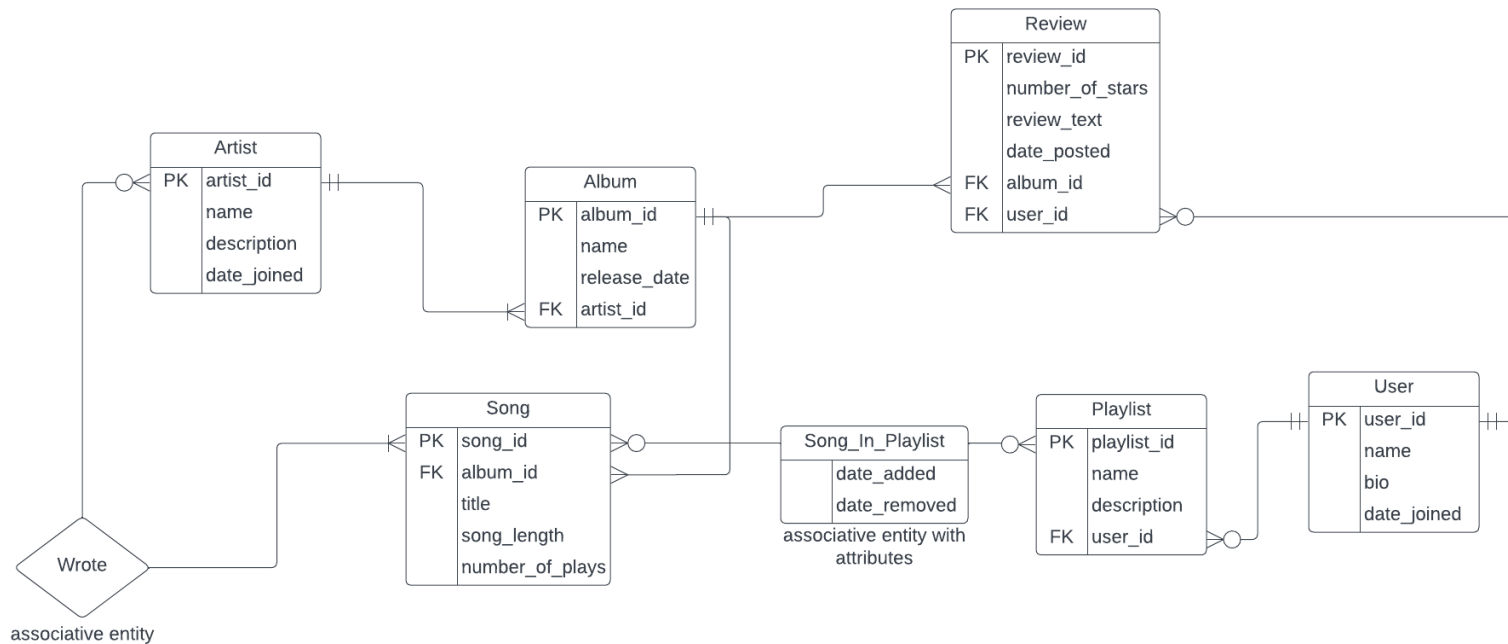 Review
PK review_id
number_of_stars
review_text
date_posted
FK album_id
FK user_id
Artist
PK artist_id
name
description
date_joined
Album
PK album_id
name
release_date
FK artist_id
Song
PK song_id
FK album_id
title
song_length
number_of_plays
Song_In_Playlist
date_added
date_removed
associative entity with
attributes
Playlist
PK playlist_id
name
description
FK user_id
User
PK user_id
name
bio
date_joined
Wrote
associative entity